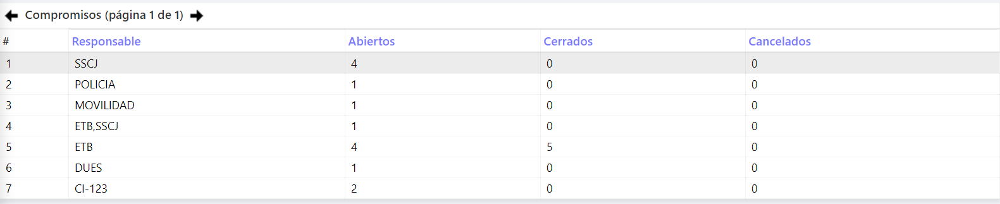 Compromisos (página 1 de 1)
# Responsable Abiertos Cerrados Cancelados
1 SSCJ 4 0 0
2 POLICIA 1 0 0
3 MOVILIDAD 1 0 0
4 ETB,SSCJ 1 0 0
5 ETB 4 5 0
6 DUES 1 0 0
7 CI-123 2 0 0